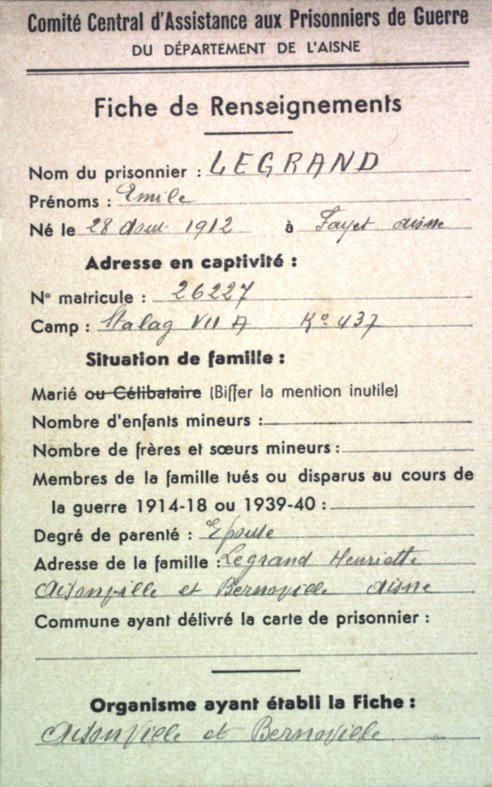 Comité Central d'Assistance aux Prisonniers de Guerre
DU DÉPARTEMENT DE L'AISNE
Fiche de Renseignements
Nom du prisonnier : LEGRAND
Prénoms : Emile
Né le 28 Aout 1912 à Fayet aisne
Adresse en captivité :
N° matricule : 26227
Camp : Stalag VII A K° 437
Situation de famille :
Marié ou Célibataire (Biffer la mention inutile)
Nombre d'enfants mineurs :
Nombre de frères et sœurs mineurs :
Membres de la famille tués ou disparus au cours de
la guerre 1914-18 ou 1939-40 :
Degré de parenté : Epouse
Adresse de la famille : Legrand Henriette
Aisonville et Bernoville aisne
Commune ayant délivré la carte de prisonnier :
Organisme ayant établi la Fiche :
Aisonville et Bernoville